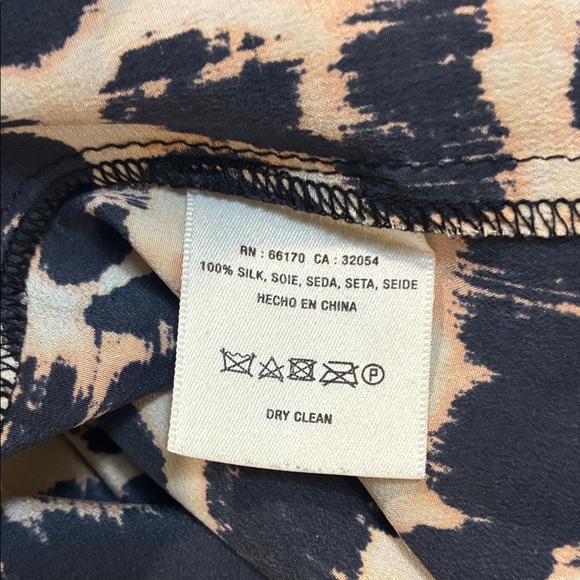 RN : 66170 CA : 32054
100% SILK, SOIE, SEDA, SETA, SEIDE
HECHO EN CHINA
P
DRY CLEAN